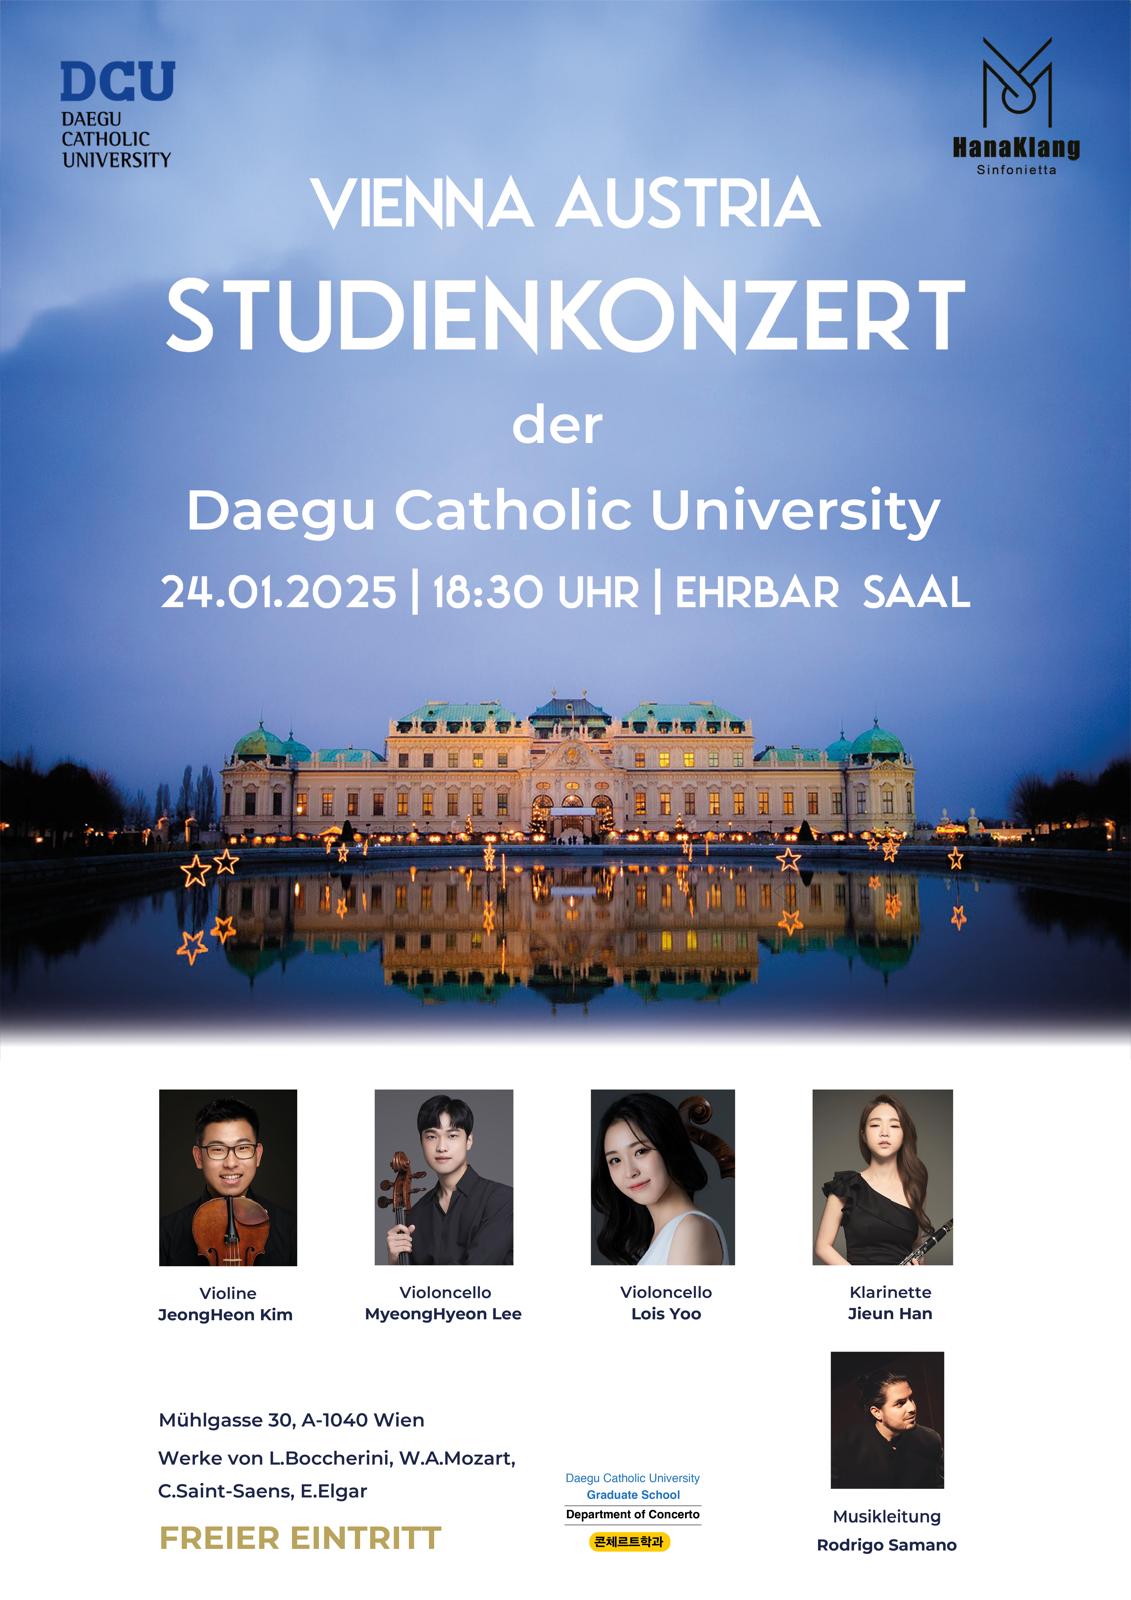 DCU
DAEGU
CATHOLIC
UNIVERSITY
HanaKlang
Sinfonietta
VIENNA AUSTRIA
STUDIENKONZERT
der
Daegu Catholic University
24.01.2025 | 18:30 UHR | EHRBAR SAAL
Violine
JeongHeon Kim
Violoncello
MyeongHyeon Lee
Violoncello
Lois Yoo
Klarinette
Jieun Han
Mühlgasse 30, A-1040 Wien
Werke von L.Boccherini, W.A.Mozart,
C.Saint-Saens, E.Elgar
FREIER EINTRITT
Daegu Catholic University
Graduate School
Department of Concerto
콘체르트학과
Musikleitung
Rodrigo Samano